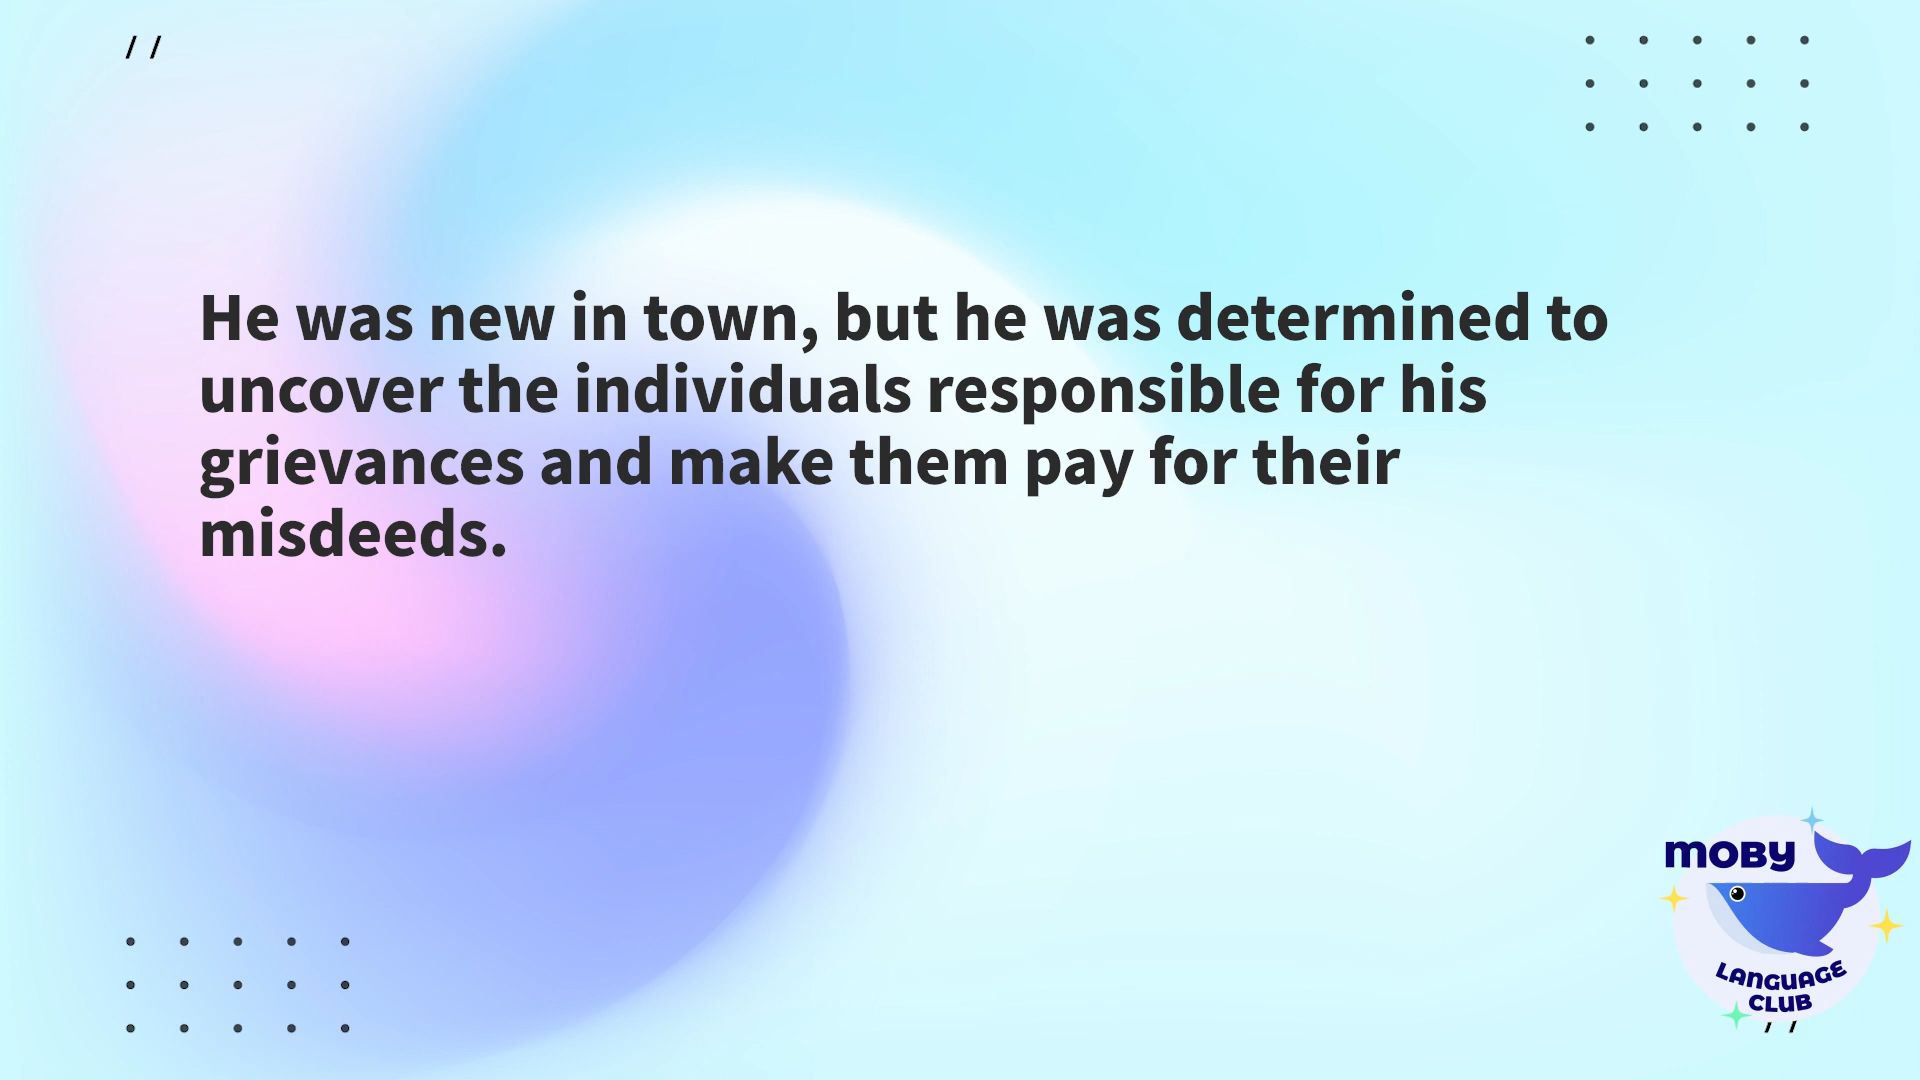 //
He was new in town, but he was determined to
uncover the individuals responsible for his
grievances and make them pay for their
misdeeds.
MOBY
LANGUAGE
CLUB
//